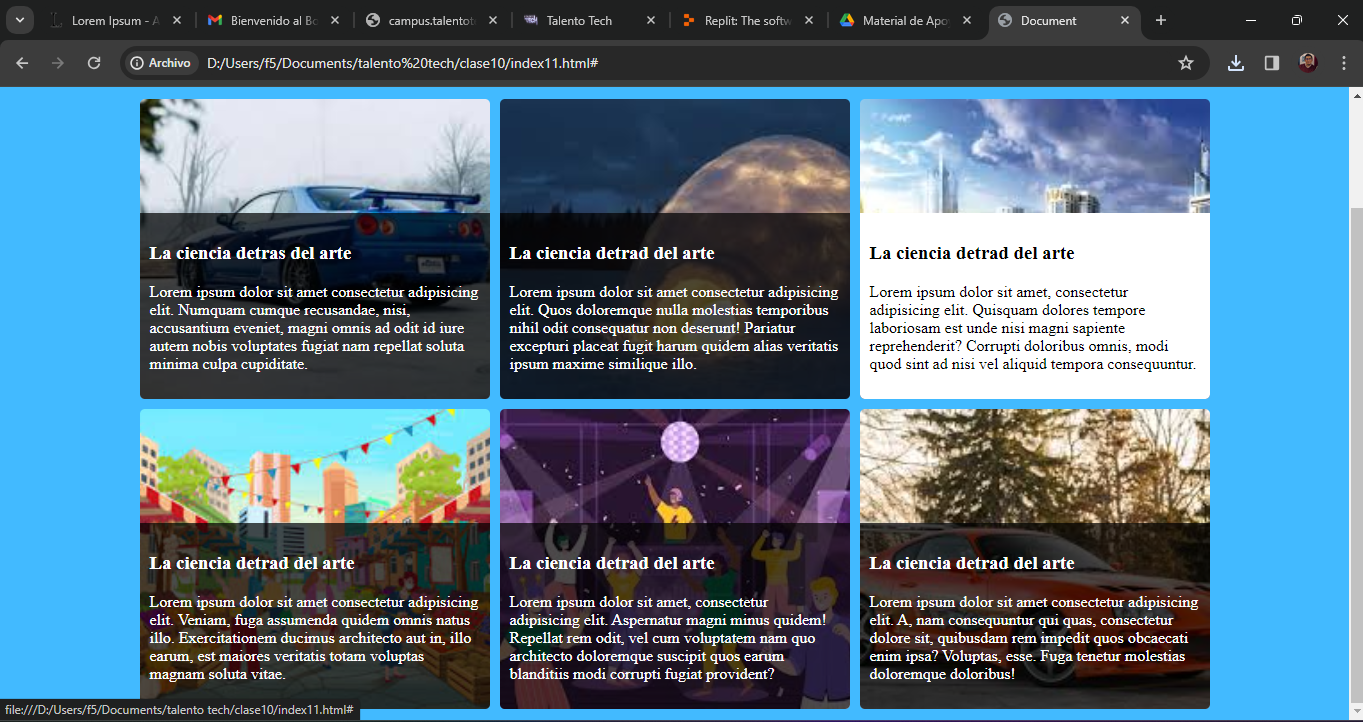 Lorem Ipsum - A
Bienvenido al Bo
campus.talentot
Talento Tech
Replit: The softw
Material de Apo
Document
Archivo
D:/Users/f5/Documents/talento%20tech/clase10/index11.html#
La ciencia detras del arte
Lorem ipsum dolor sit amet consectetur adipisicing
elit. Numquam cumque recusandae, nisi,
accusantium eveniet, magni omnis ad odit id iure
autem nobis voluptates fugiat nam repellat soluta
minima culpa cupiditate.
La ciencia detrad del arte
Lorem ipsum dolor sit amet consectetur adipisicing
elit. Quos doloremque nulla molestias temporibus
nihil odit consequatur non deserunt! Pariatur
excepturi placeat fugit harum quidem alias veritatis
ipsum maxime similique illo.
La ciencia detrad del arte
Lorem ipsum dolor sit amet, consectetur
adipisicing elit. Quisquam dolores tempore
laboriosam est unde nisi magni sapiente
reprehenderit? Corrupti doloribus omnis, modi
quod sint ad nisi vel aliquid tempora consequuntur.
La ciencia detrad del arte
Lorem ipsum dolor sit amet consectetur adipisicing
elit. Veniam, fuga assumenda quidem omnis natus
illo. Exercitationem ducimus architecto aut in, illo
earum, est maiores veritatis totam voluptas
magnam soluta vitae.
La ciencia detrad del arte
Lorem ipsum dolor sit amet, consectetur
adipisicing elit. Aspernatur magni minus quidem!
Repellat rem odit, vel cum voluptatem nam quo
architecto doloremque suscipit quos earum
blanditiis modi corrupti fugiat provident?
La ciencia detrad del arte
Lorem ipsum dolor sit amet consectetur adipisicing
elit. A, nam consequuntur qui quas, consectetur
dolore sit, quibusdam rem impedit quos obcaecati
enim ipsa? Voluptas, esse. Fuga tenetur molestias
doloremque doloribus!
file:///D:/Users/f5/Documents/talento tech/clase10/index11.html#